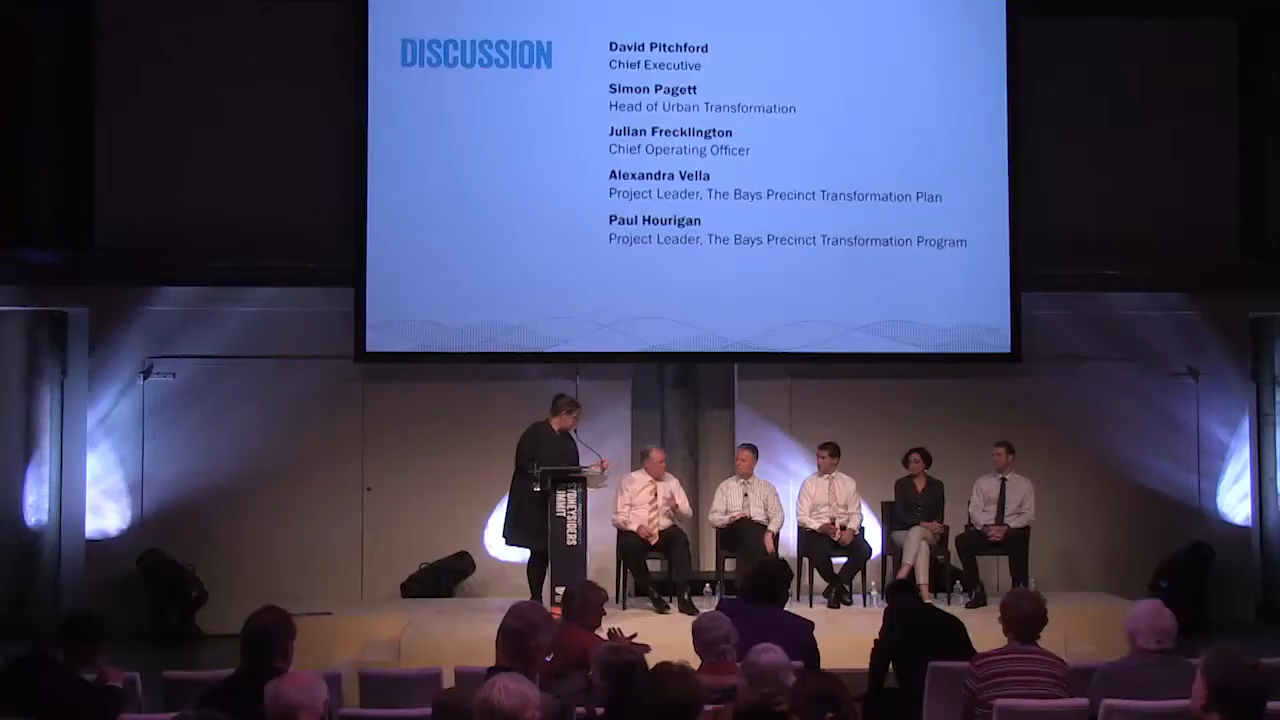 DISCUSSION
David Pitchford
Chief Executive
Simon Pagett
Head of Urban Transformation
Julian Frecklington
Chief Operating Officer
Alexandra Vella
Project Leader, The Bays Precinct Transformation Plan
Paul Hourigan
Project Leader, The Bays Precinct Transformation Program